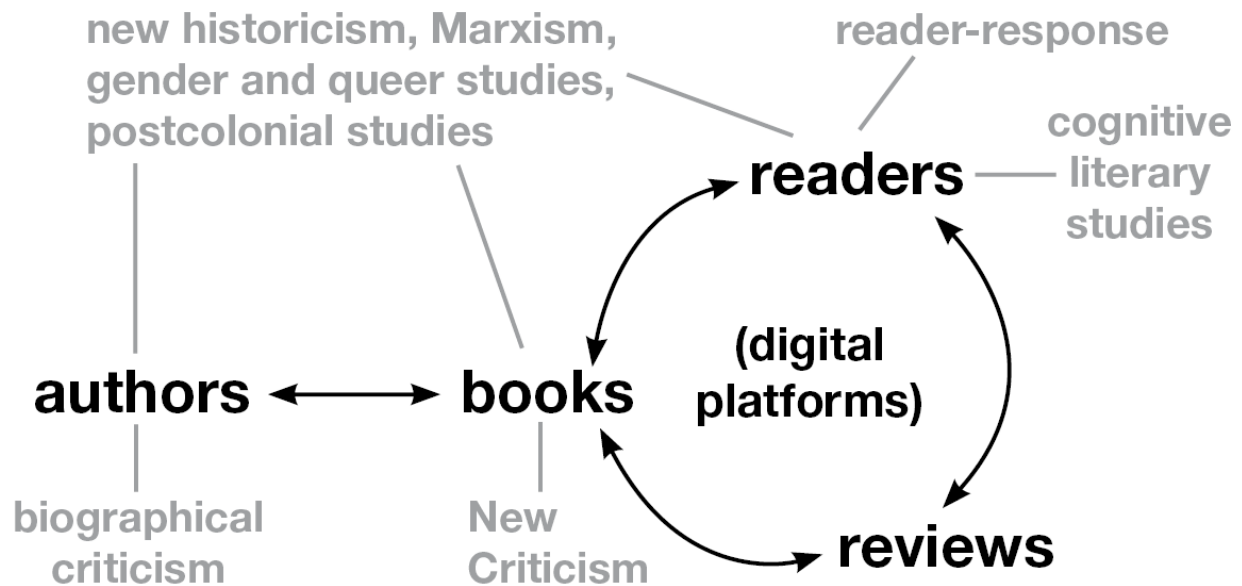 new historicism, Marxism,
gender and queer studies,
postcolonial studies
reader-response
cognitive
literary
studies
readers
(digital
platforms)
authors
books
biographical
criticism
New
Criticism
reviews